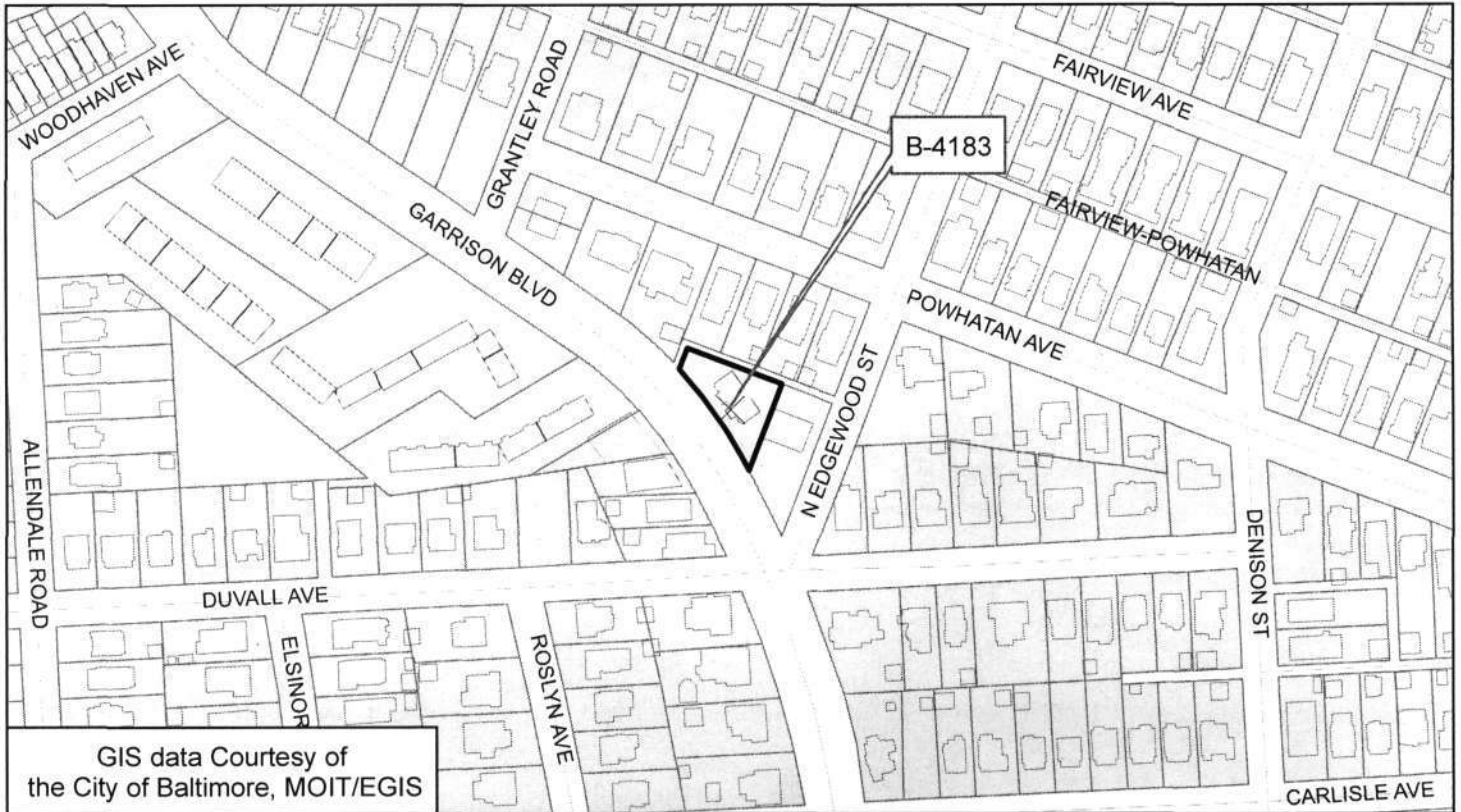 WOODHAVEN AVE
GRANTLEY ROAD
FAIRVIEW AVE
B-4183
GARRISON BLVD
FAIRVIEW-POWHATAN
POWHATAN AVE
N EDGEWOOD ST
ALLENDALE ROAD
DENISON ST
DUVALL AVE
ELSINOR
ROSLYN AVE
GIS data Courtesy of
the City of Baltimore, MOIT/EGIS
CARLISLE AVE